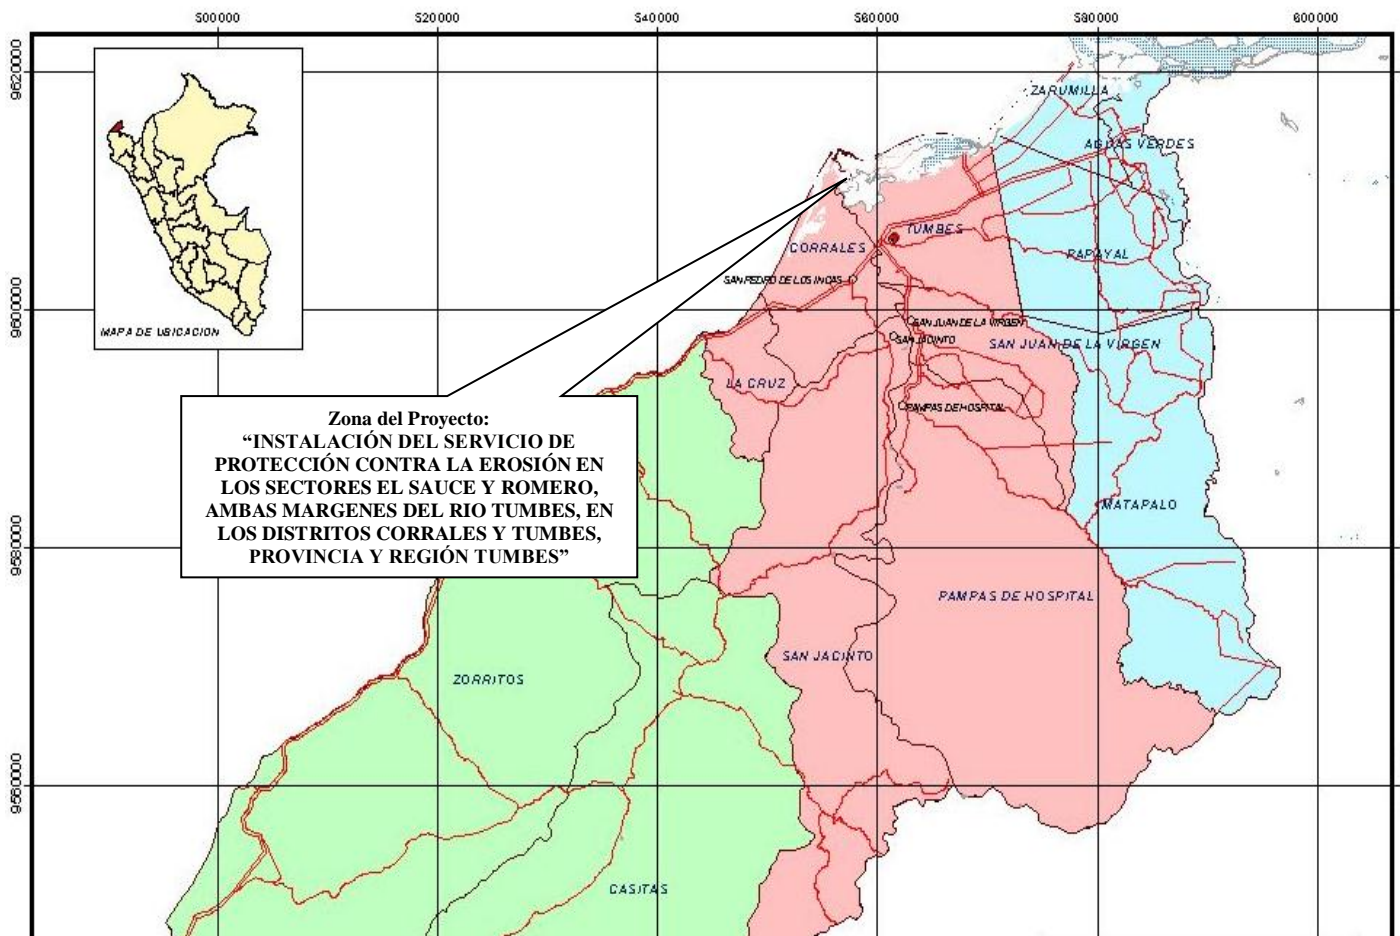 500000 520000 540000 560000 580000 600000
9620000
ZARUMILLA
AGUAS VERDES
TUMBES
CORRALES
PAPAYAL
SAN PEDRO DE LOS INCAS
9600000
SAN JUAN DE LA VIRGEN
MAPA DE UBICACION
SAN JACINTO
SAN JUAN DE LA VIRGEN
LA CRUZ
PAMPAS DE HOSPITAL
Zona del Proyecto:
“INSTALACIÓN DEL SERVICIO DE
PROTECCIÓN CONTRA LA EROSIÓN EN
LOS SECTORES EL SAUCE Y ROMERO,
AMBAS MARGENES DEL RIO TUMBES, EN
LOS DISTRITOS CORRALES Y TUMBES,
PROVINCIA Y REGIÓN TUMBES”
MATAPALO
9580000
PAMPAS DE HOSPITAL
SAN JACINTO
ZORRITOS
9560000
CASITAS